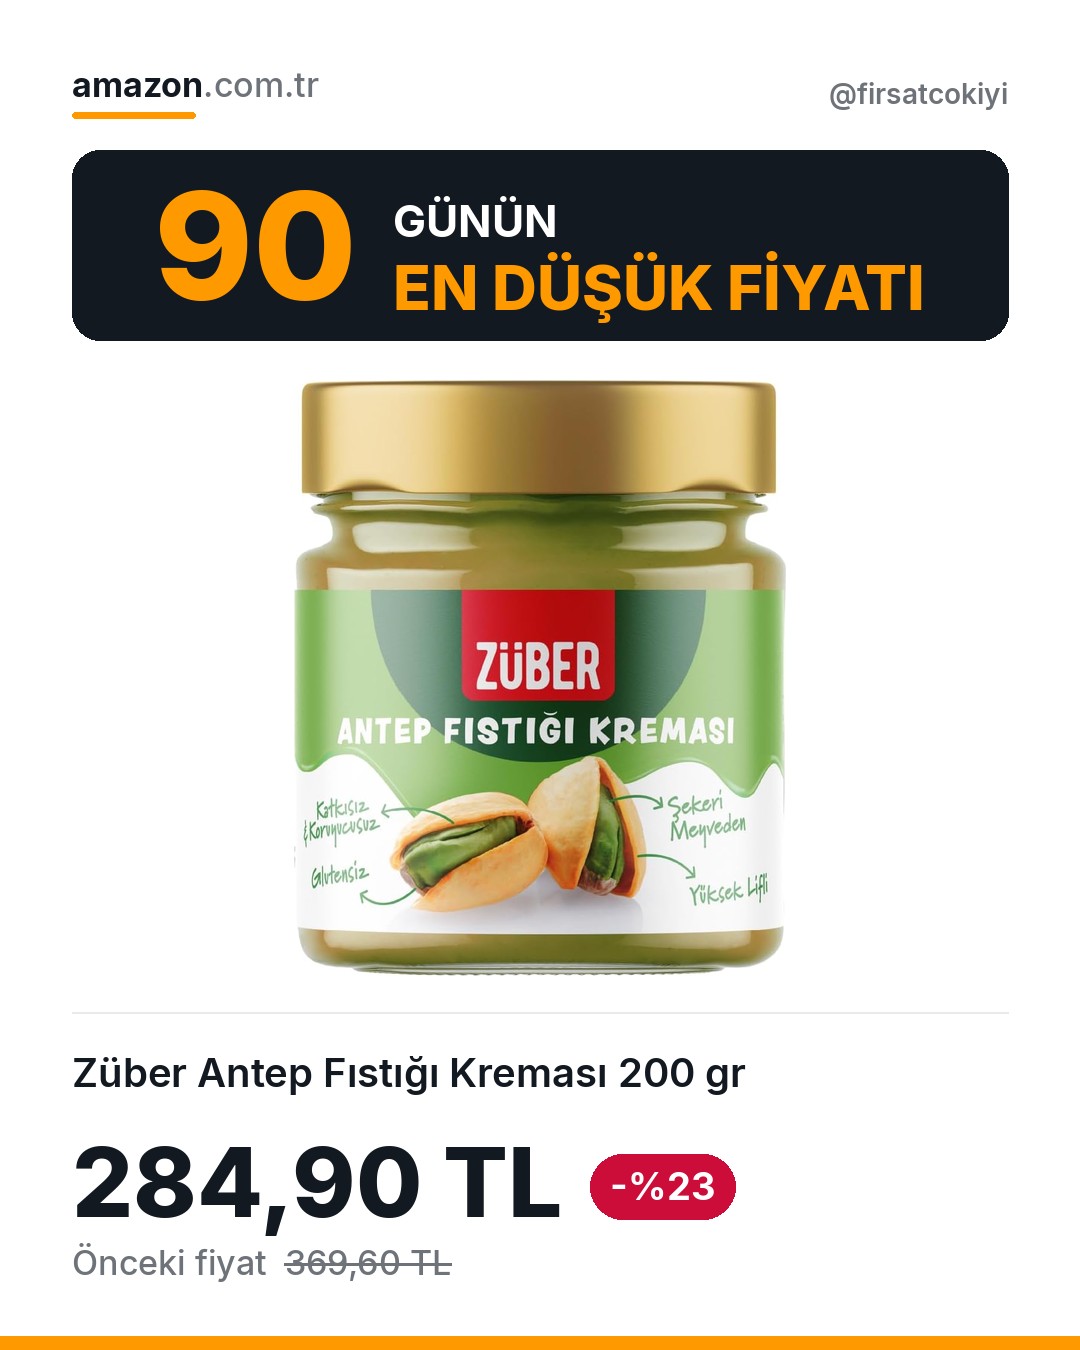 amazon.com.tr
@firsatcokiyi
90
GÜNÜN
EN DÜŞÜK FİYATI
ZÜBER
ANTEP FISTIĞI KREMASI
Katkısız
& Koruyucusuz
Glutensiz
Şekeri
Meyveden
Yüksek Lifli
Züber Antep Fıstığı Kreması 200 gr
284,90 TL
-%23
Önceki fiyat 369,60 TL